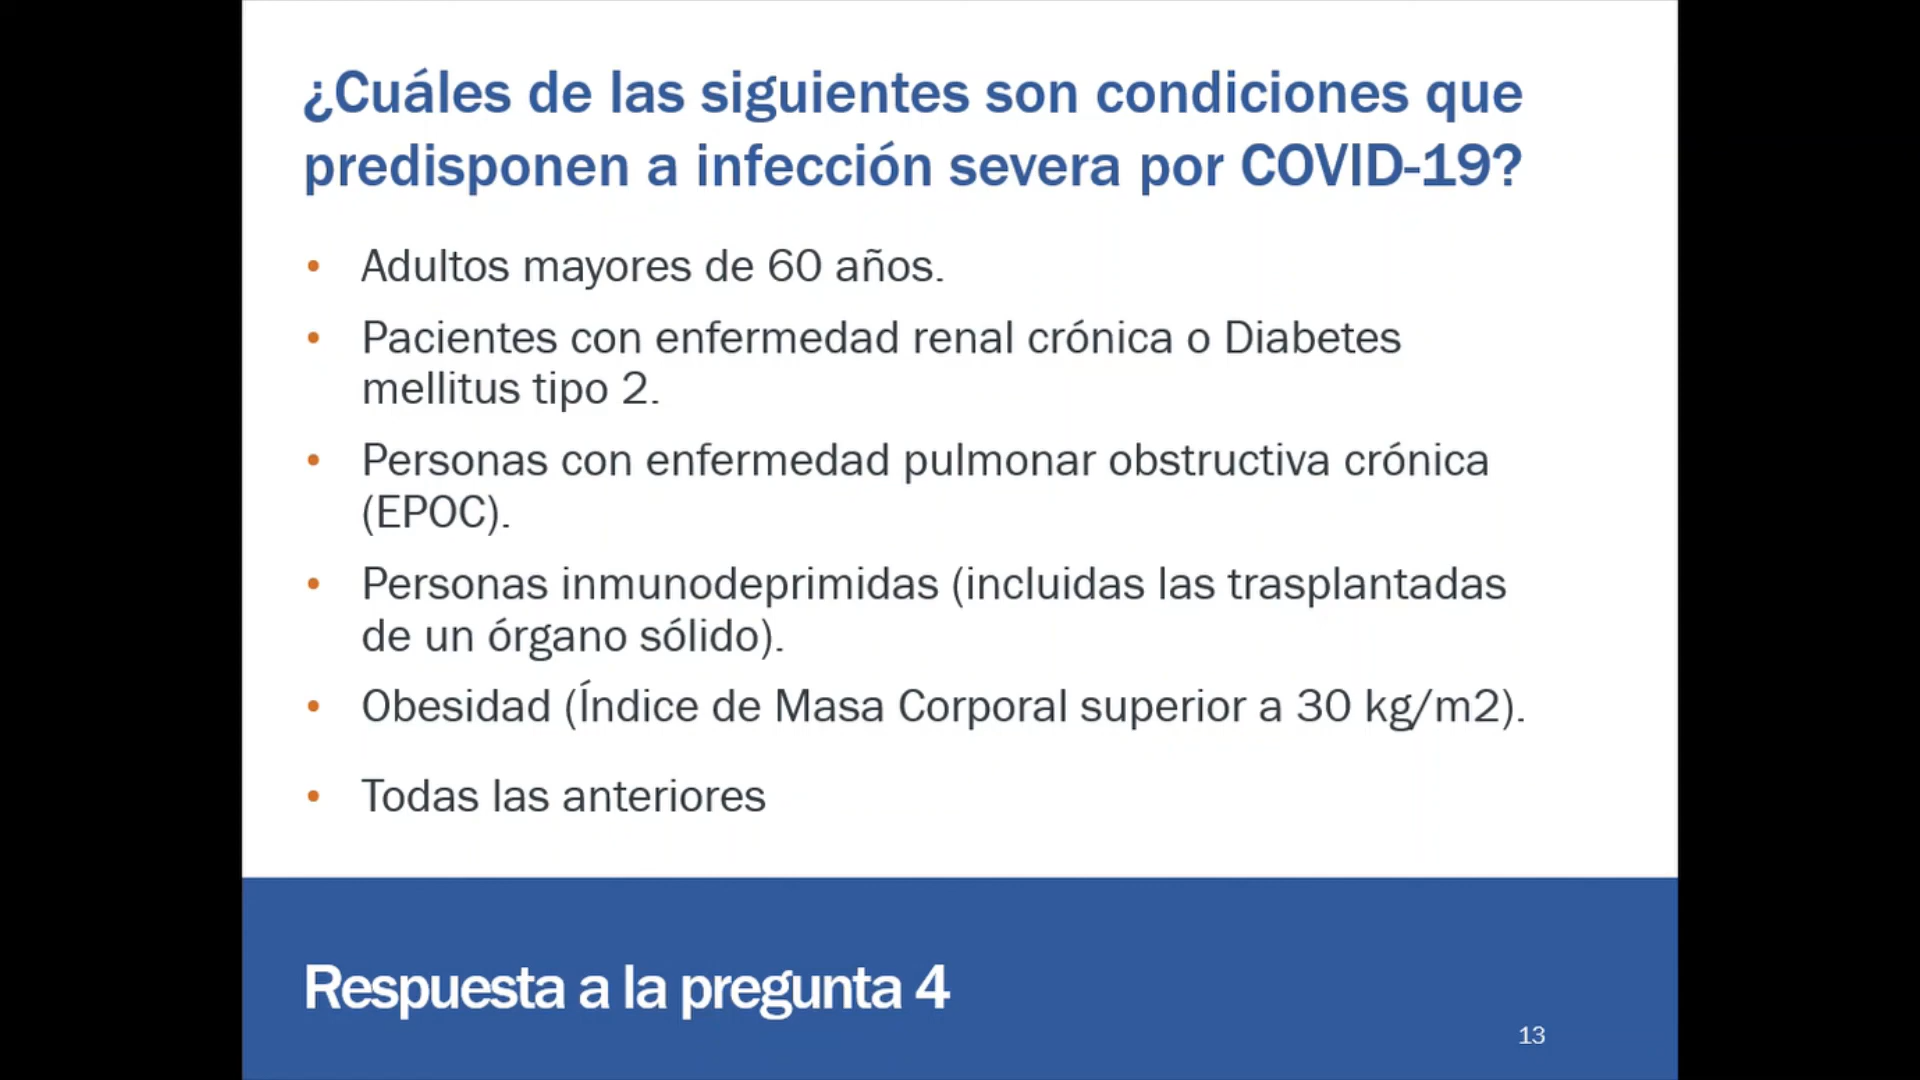 ¿Cuáles de las siguientes son condiciones que
predisponen a infección severa por COVID-19?
• Adultos mayores de 60 años.
• Pacientes con enfermedad renal crónica o Diabetes
mellitus tipo 2.
• Personas con enfermedad pulmonar obstructiva crónica
(EPOC).
• Personas inmunodeprimidas (incluidas las trasplantadas
de un órgano sólido).
• Obesidad (Índice de Masa Corporal superior a 30 kg/m2).
• Todas las anteriores
Respuesta a la pregunta 4
13